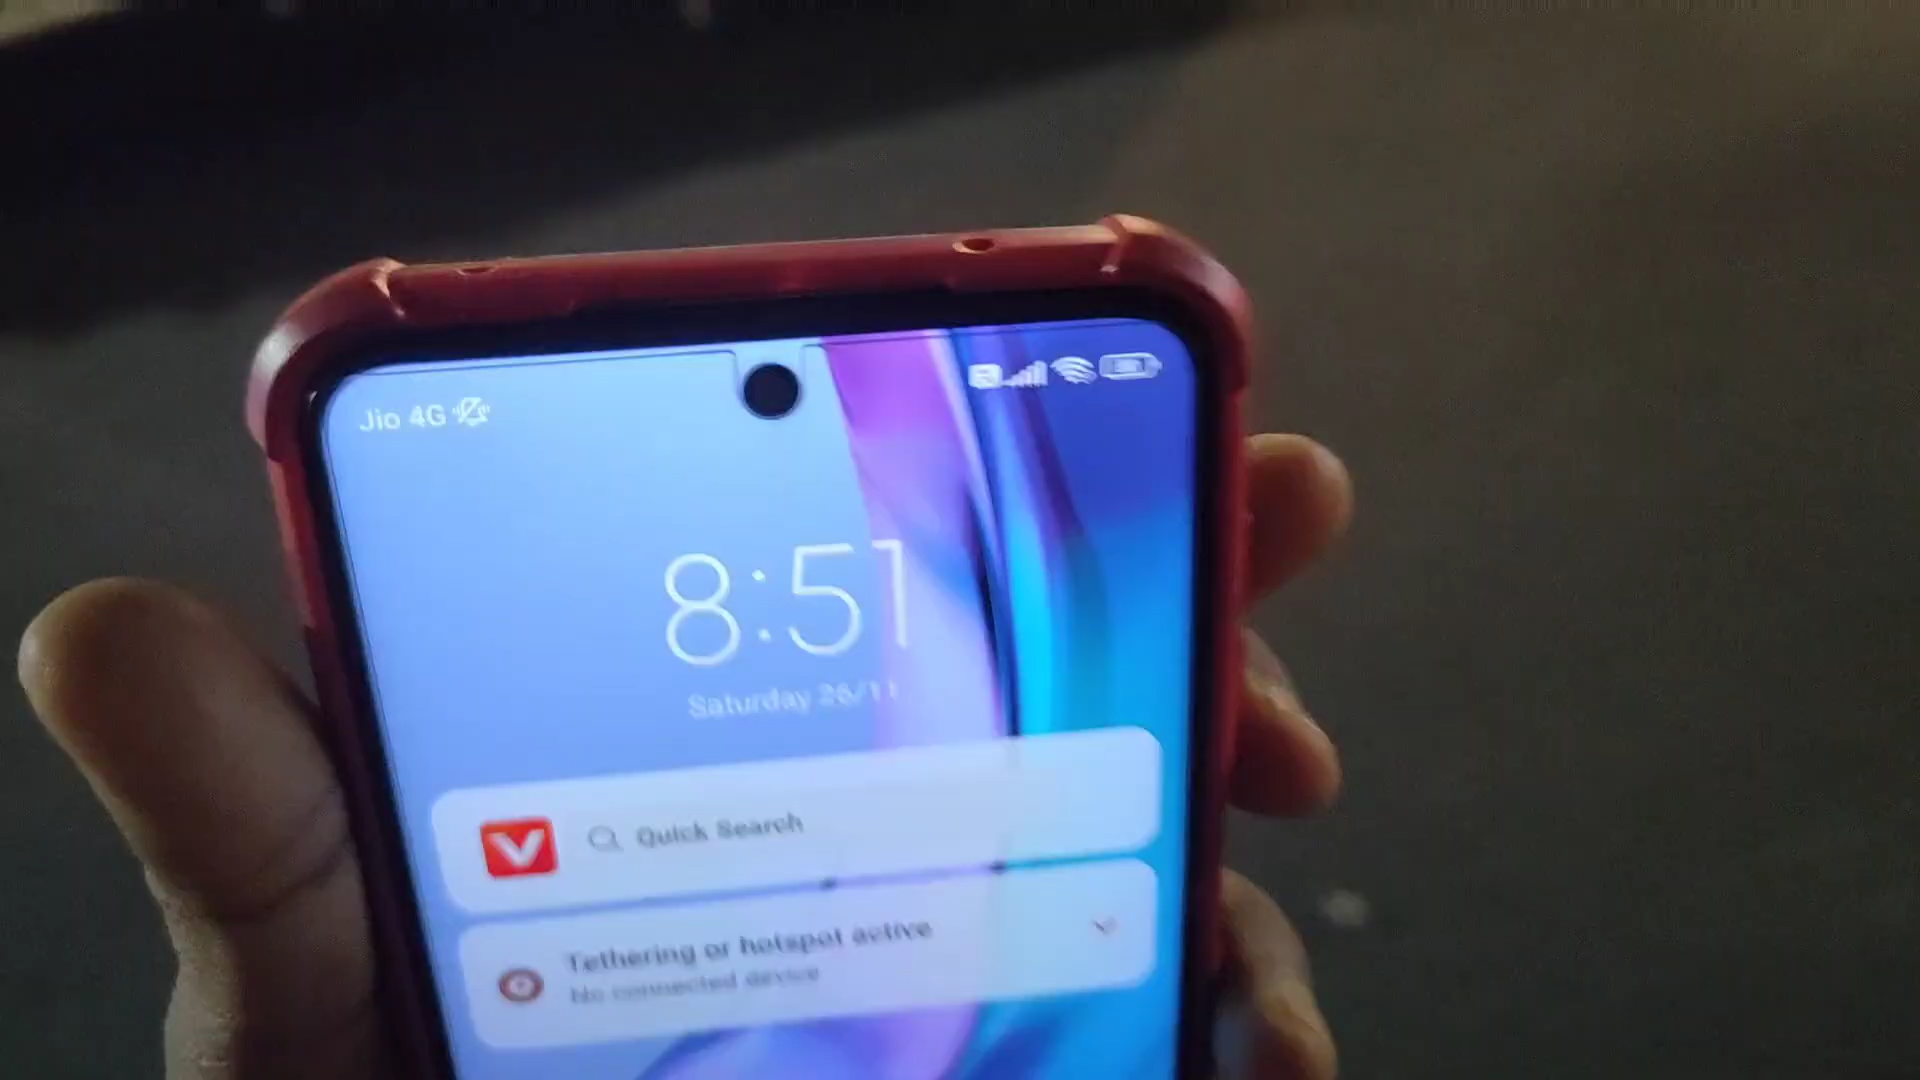 Jio 4G
8:51
Saturday 26/11
Quick Search
Tethering or hotspot active
No connected device